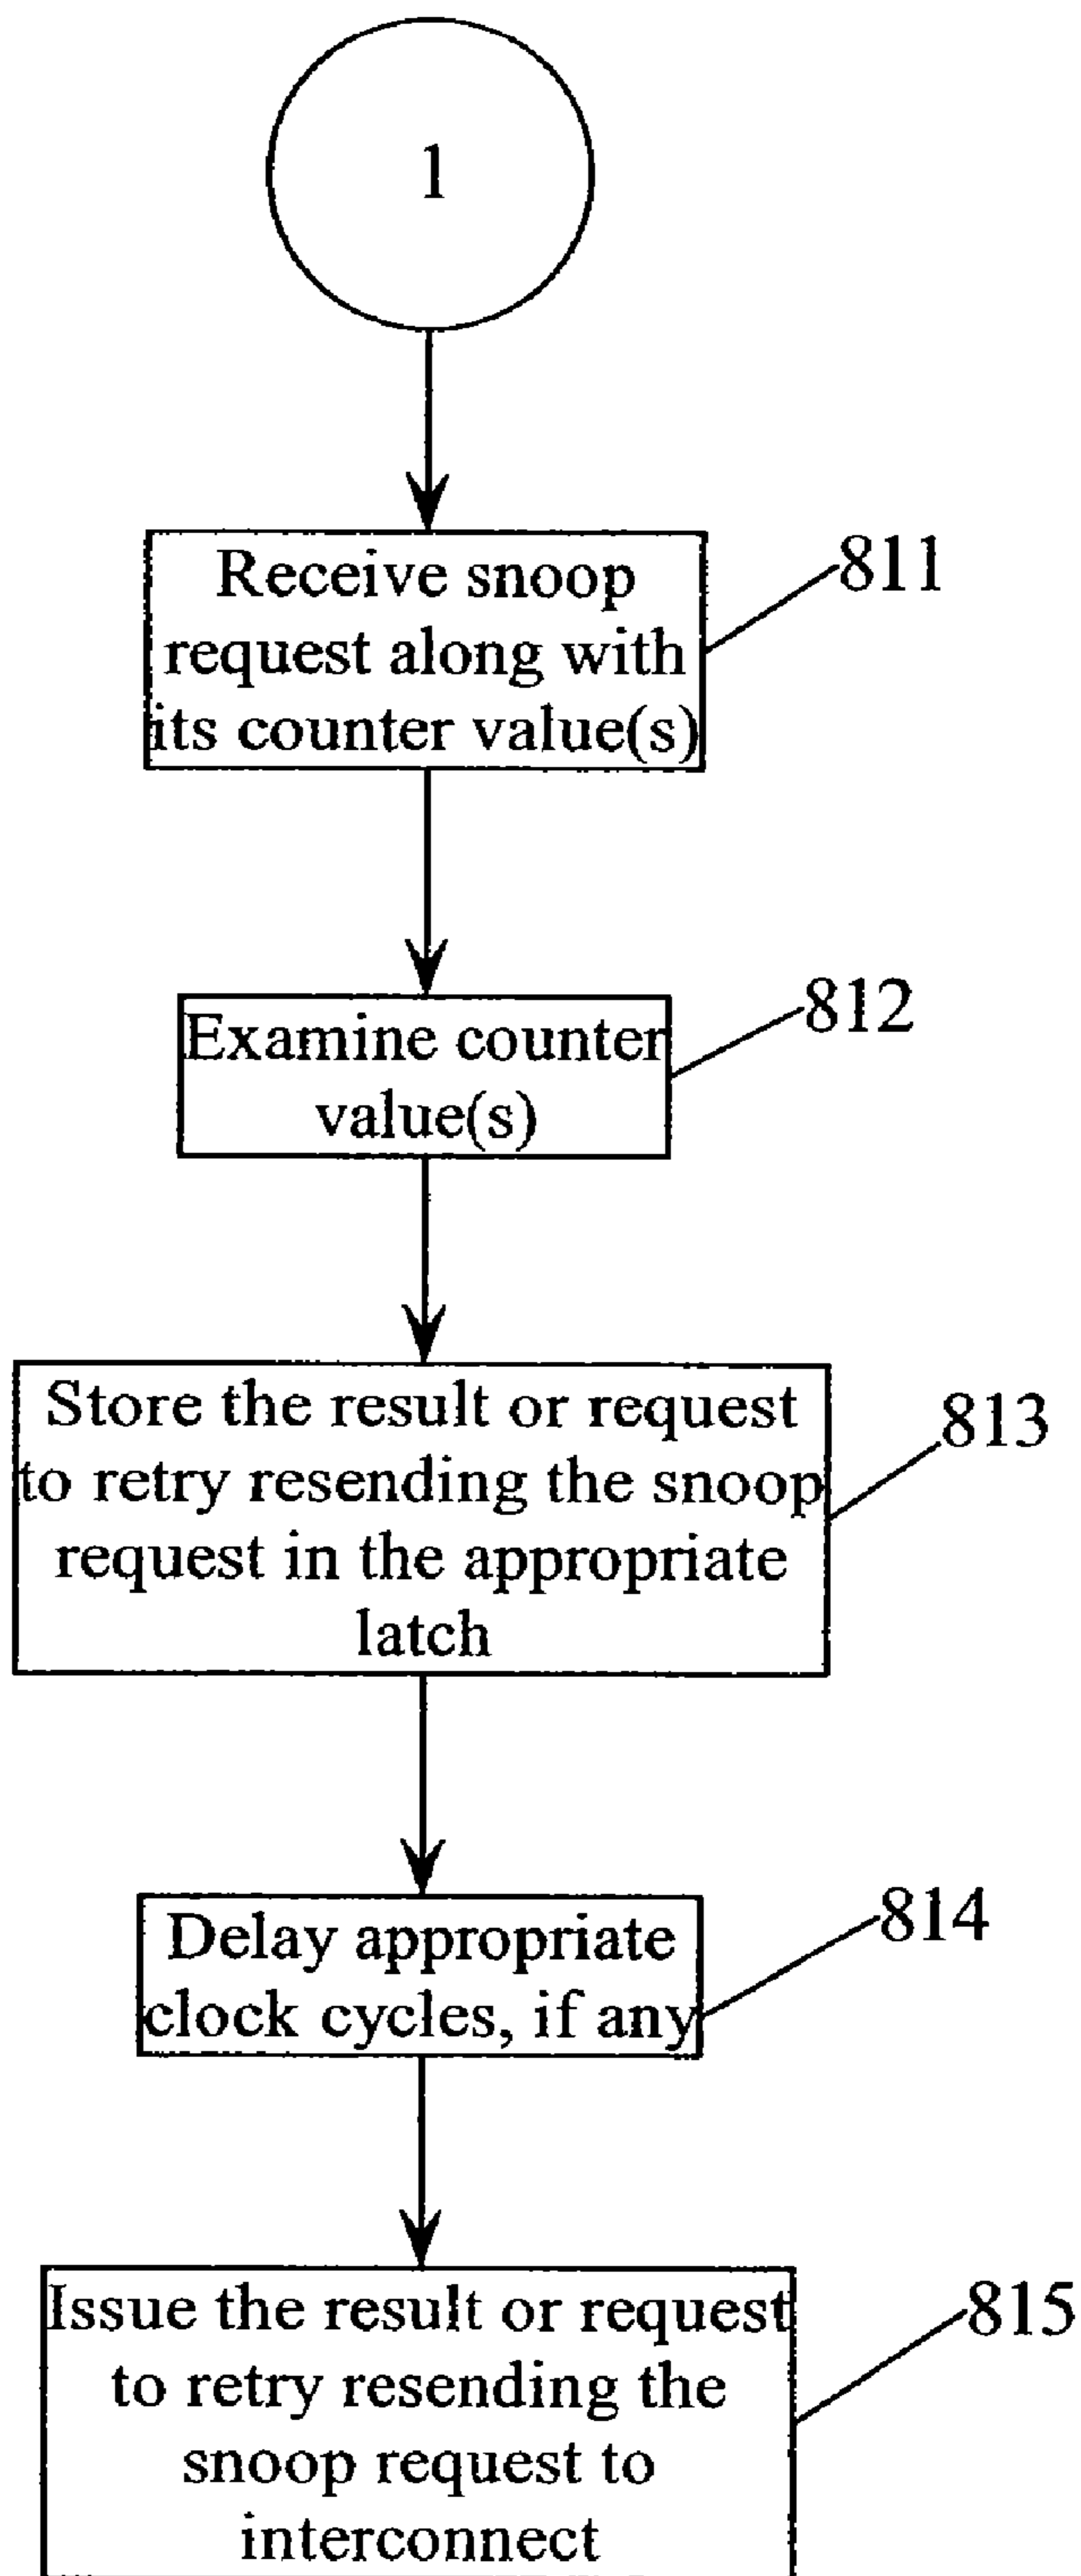 1
Receive snoop
request along with
its counter value(s)
811
Examine counter
value(s)
812
Store the result or request
to retry resending the snoop
request in the appropriate
latch
813
Delay appropriate
clock cycles, if any
814
Issue the result or request
to retry resending the
snoop request to
interconnect
815